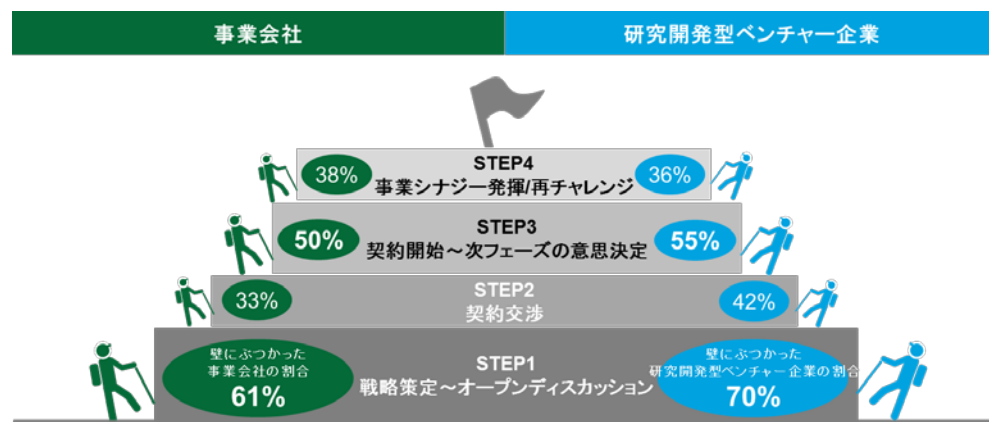 事業会社
研究開発型ベンチャー企業
38%
STEP4
事業シナジー発揮/再チャレンジ
36%
50%
STEP3
契約開始～次フェーズの意思決定
55%
33%
STEP2
契約交渉
42%
壁にぶつかった
事業会社の割合
61%
STEP1
戦略策定～オープンディスカッション
壁にぶつかった
研究開発型ベンチャー企業の割合
70%